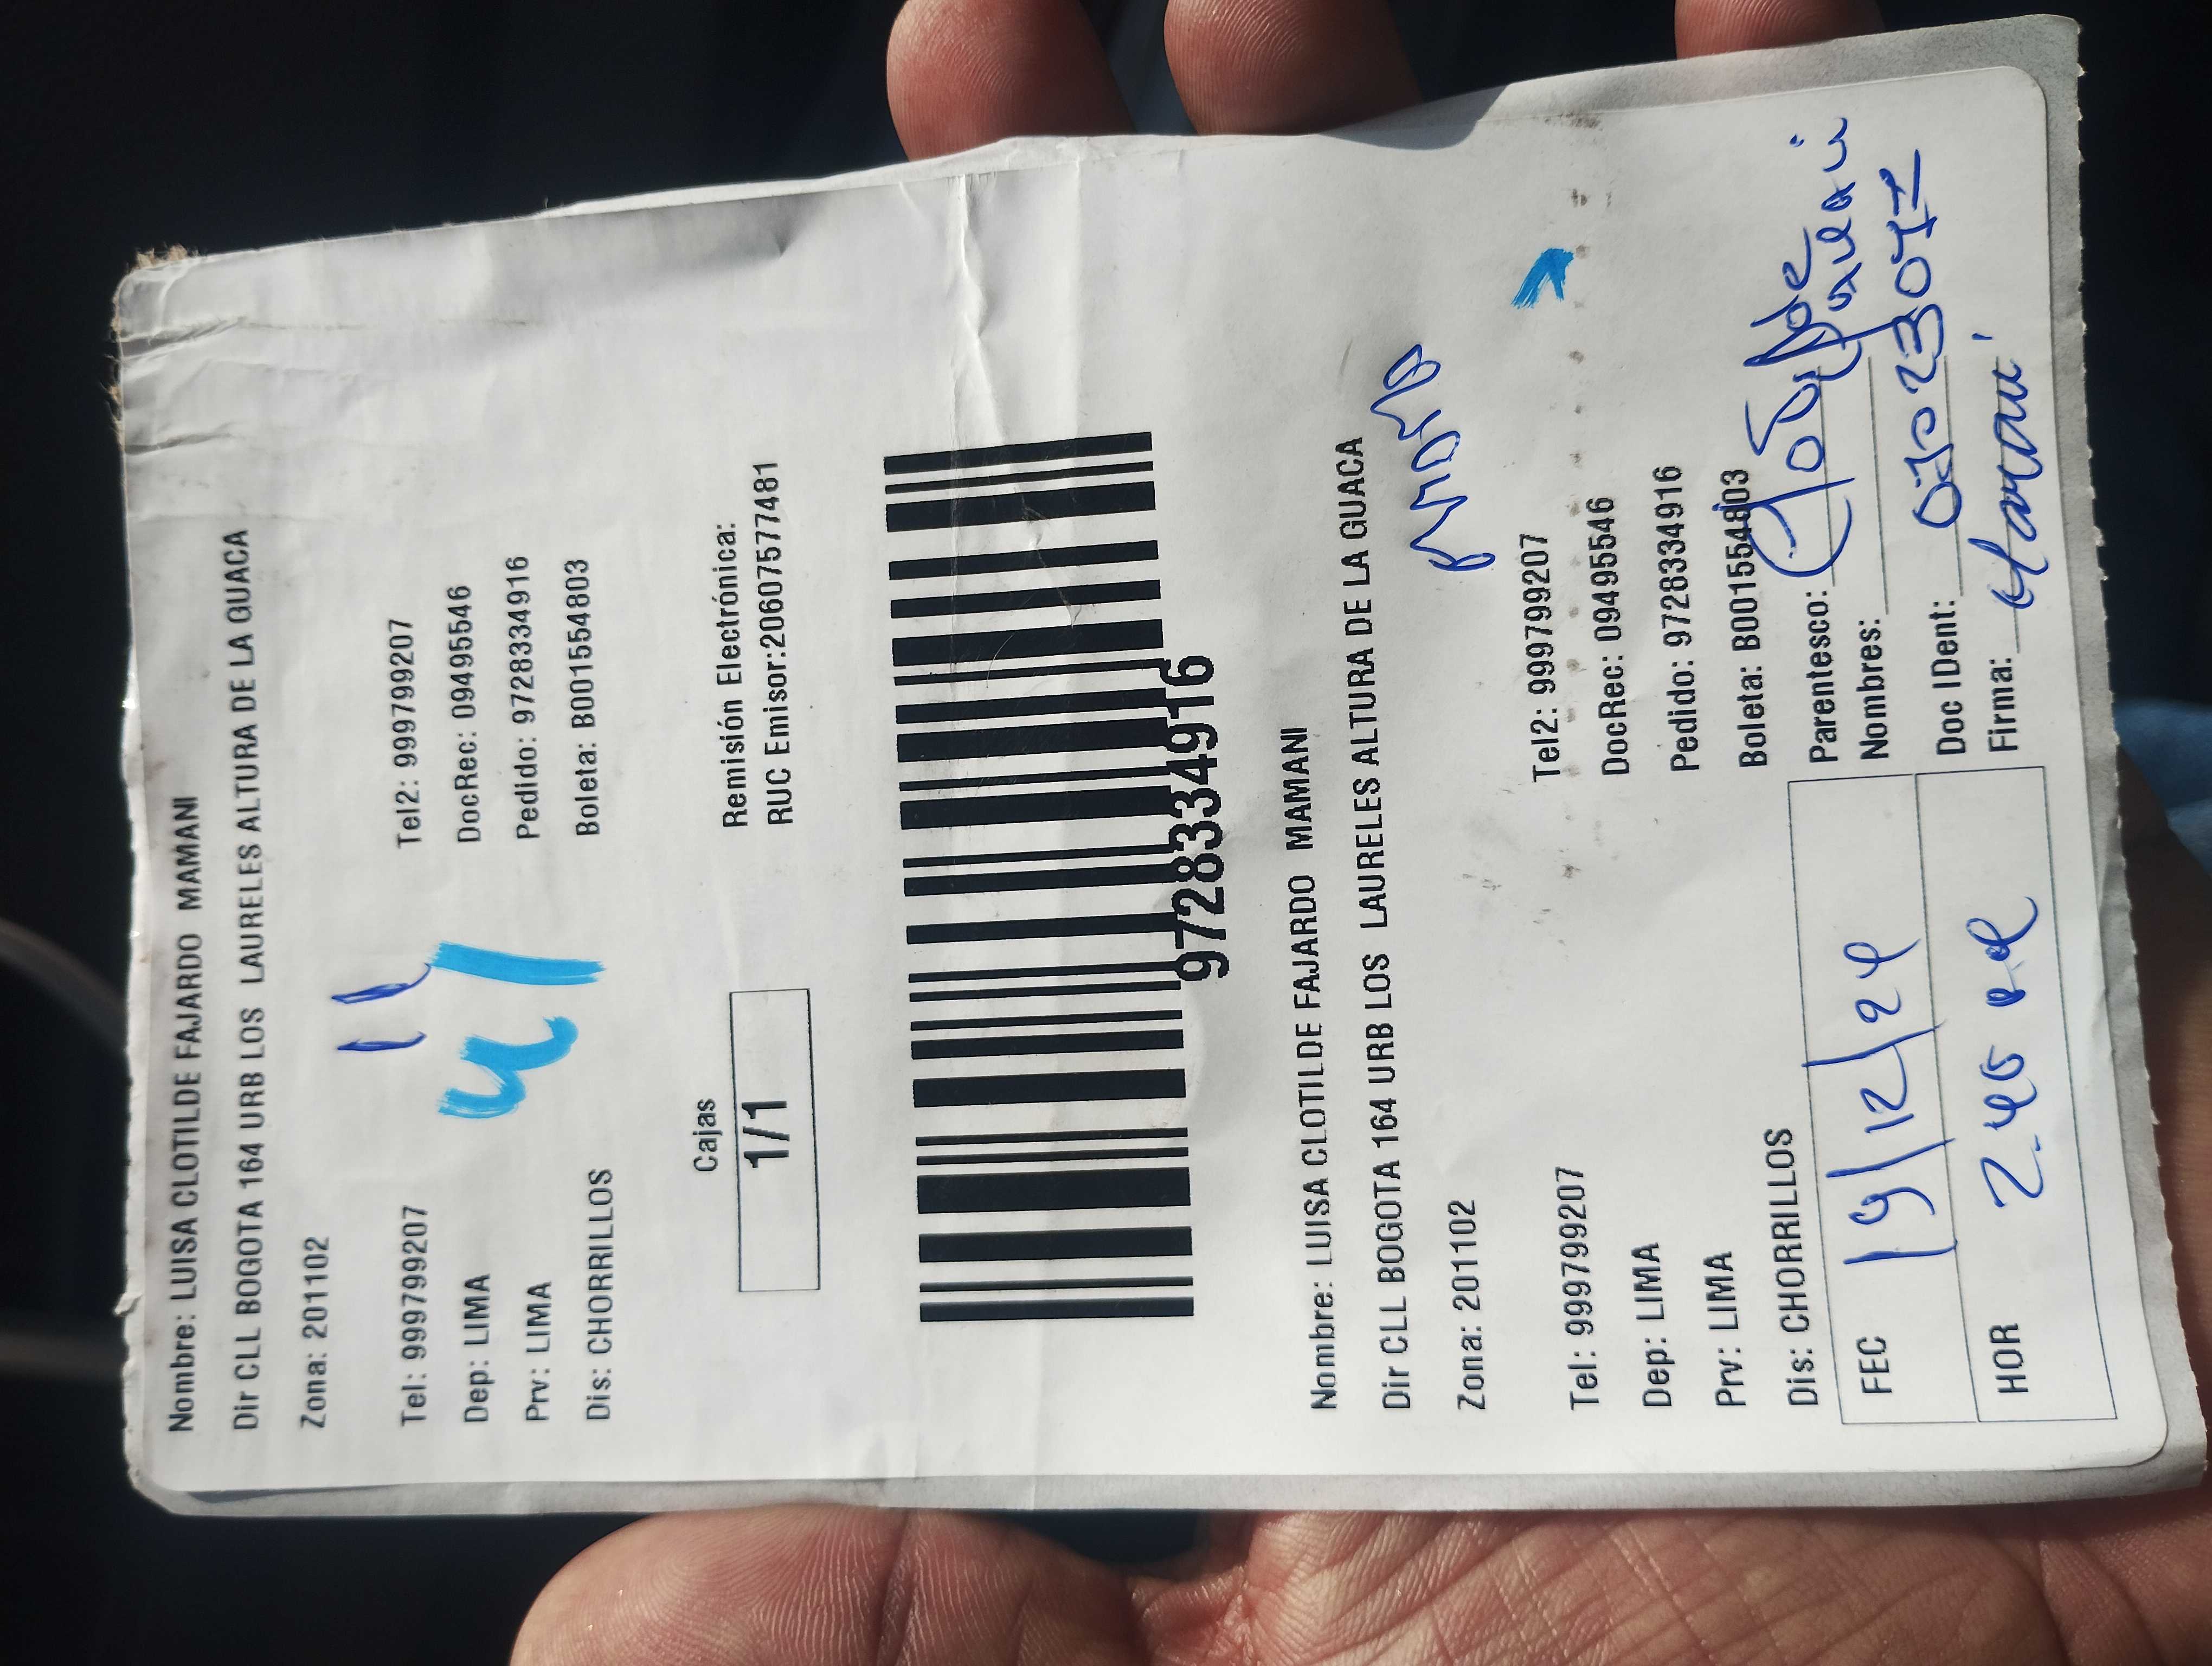 Nombre: LUISA CLOTILDE FAJARDO MAMANI
Dir CLL BOGOTA 164 URB LOS LAURELES ALTURA DE LA GUACA
Zona: 201102
Tel: 999799207 Tel2: 999799207
Dep: LIMA DocRec: 09495546
Prv: LIMA Pedido: 9728334916
Dis: CHORRILLOS Boleta: B001554803
Cajas
1/1
Remisión Electrónica:
RUC Emisor:20607577481
9728334916
Nombre: LUISA CLOTILDE FAJARDO MAMANI
Dir CLL BOGOTA 164 URB LOS LAURELES ALTURA DE LA GUACA
Zona: 201102
Tel: 999799207 Tel2: 999799207
Dep: LIMA DocRec: 09495546
Prv: LIMA Pedido: 9728334916
Dis: CHORRILLOS Boleta: B001554803
Parentesco:
Nombres:
FEC 19/12/24
Doc IDent:
HOR 2.40
Firma: